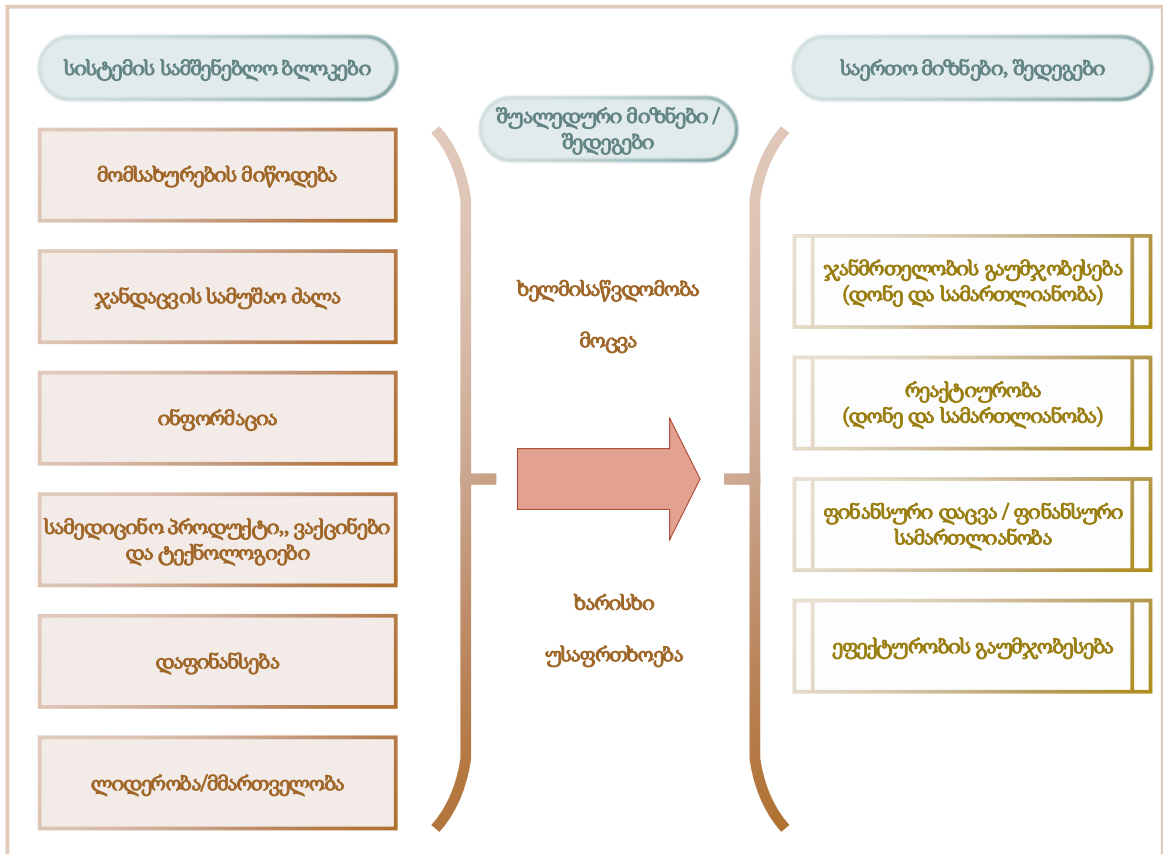 სისტემის სამშენებლო ბლოკები
მომსახურების მიწოდება
ჯანდაცვის სამუშაო ძალა
ინფორმაცია
სამედიცინო პროდუქტი,, ვაქცინები
და ტექნოლოგიები
დაფინანსება
ლიდერობა/მმართველობა
შუალედური მიზნები /
შედეგები
ხელმისაწვდომობა
მოცვა
ხარისხი
უსაფრთხოება
საერთო მიზნები, შედეგები
ჯანმრთელობის გაუმჯობესება
(დონე და სამართლიანობა)
რეაქტიურობა
(დონე და სამართლიანობა)
ფინანსური დაცვა / ფინანსური
სამართლიანობა
ეფექტურობის გაუმჯობესება